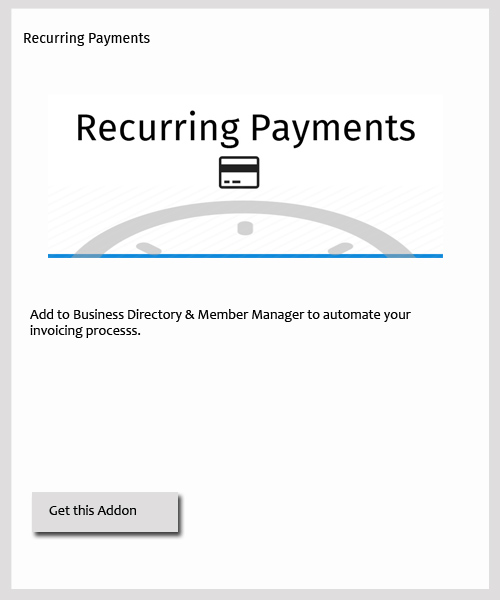 Recurring Payments
Recurring Payments
Add to Business Directory & Member Manager to automate your
invoicing processs.
Get this Addon